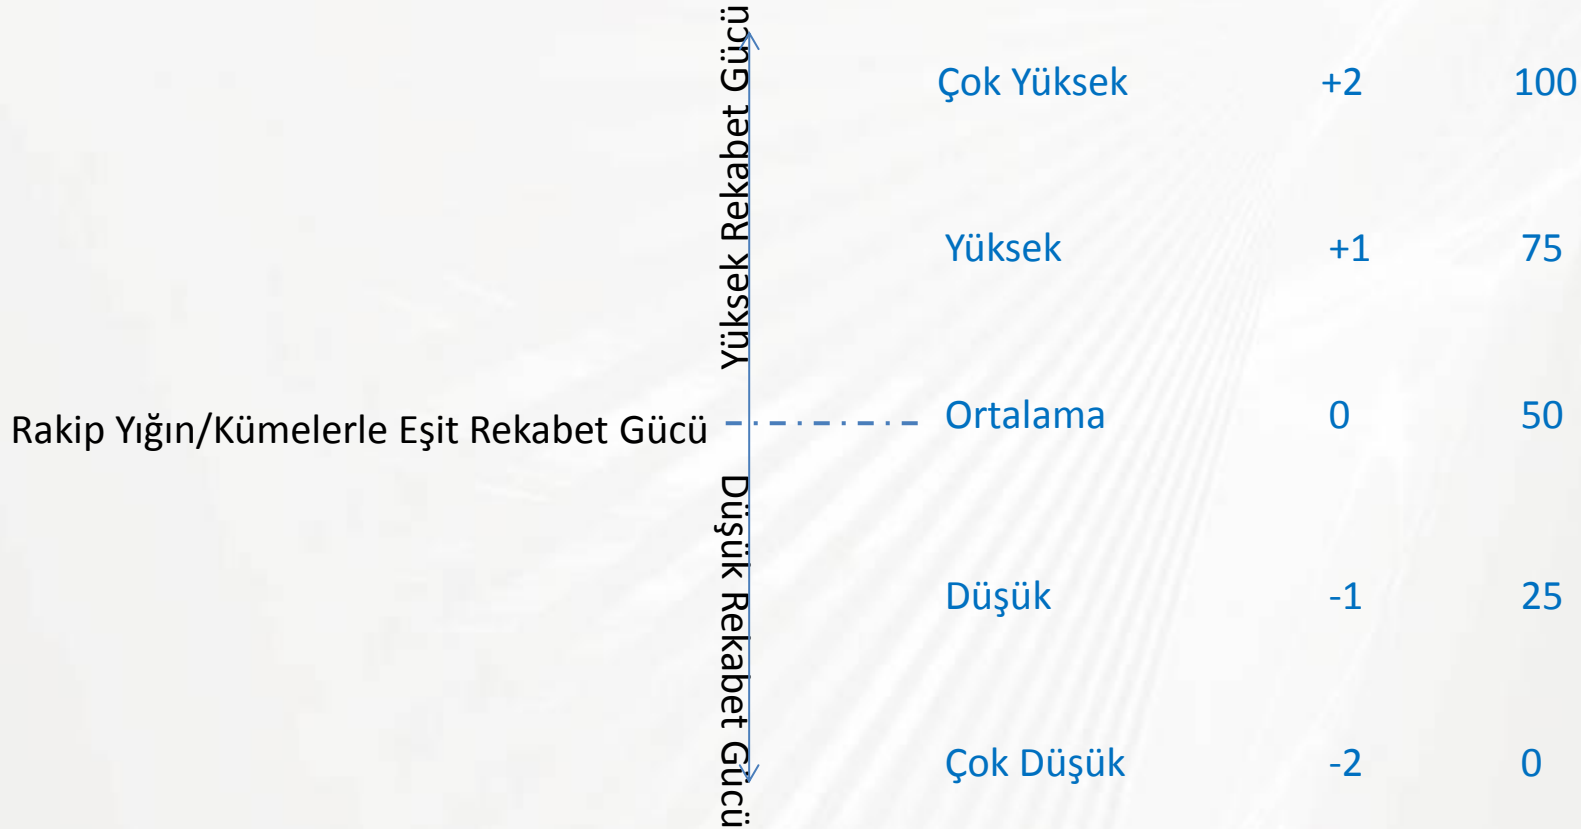 Yüksek Rekabet Gücü
Çok Yüksek +2 100
Yüksek +1 75
Rakip Yığın/Kümelerle Eşit Rekabet Gücü Ortalama 0 50
Düşük Rekabet Gücü
Düşük -1 25
Çok Düşük -2 0